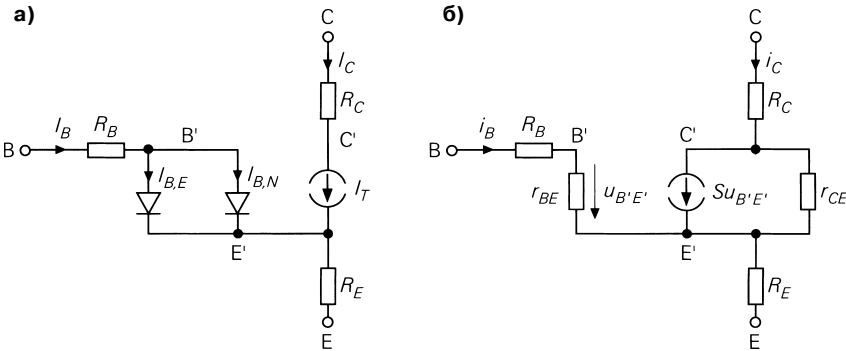 а)
C
I_C
R_C
C'
I_B
R_B
B'
B
I_{B,E}
I_{B,N}
I_T
E'
R_E
E
б)
C
i_C
R_C
C'
i_B
R_B
B'
B
r_{BE}
u_{B'E'}
Su_{B'E'}
r_{CE}
E'
R_E
E